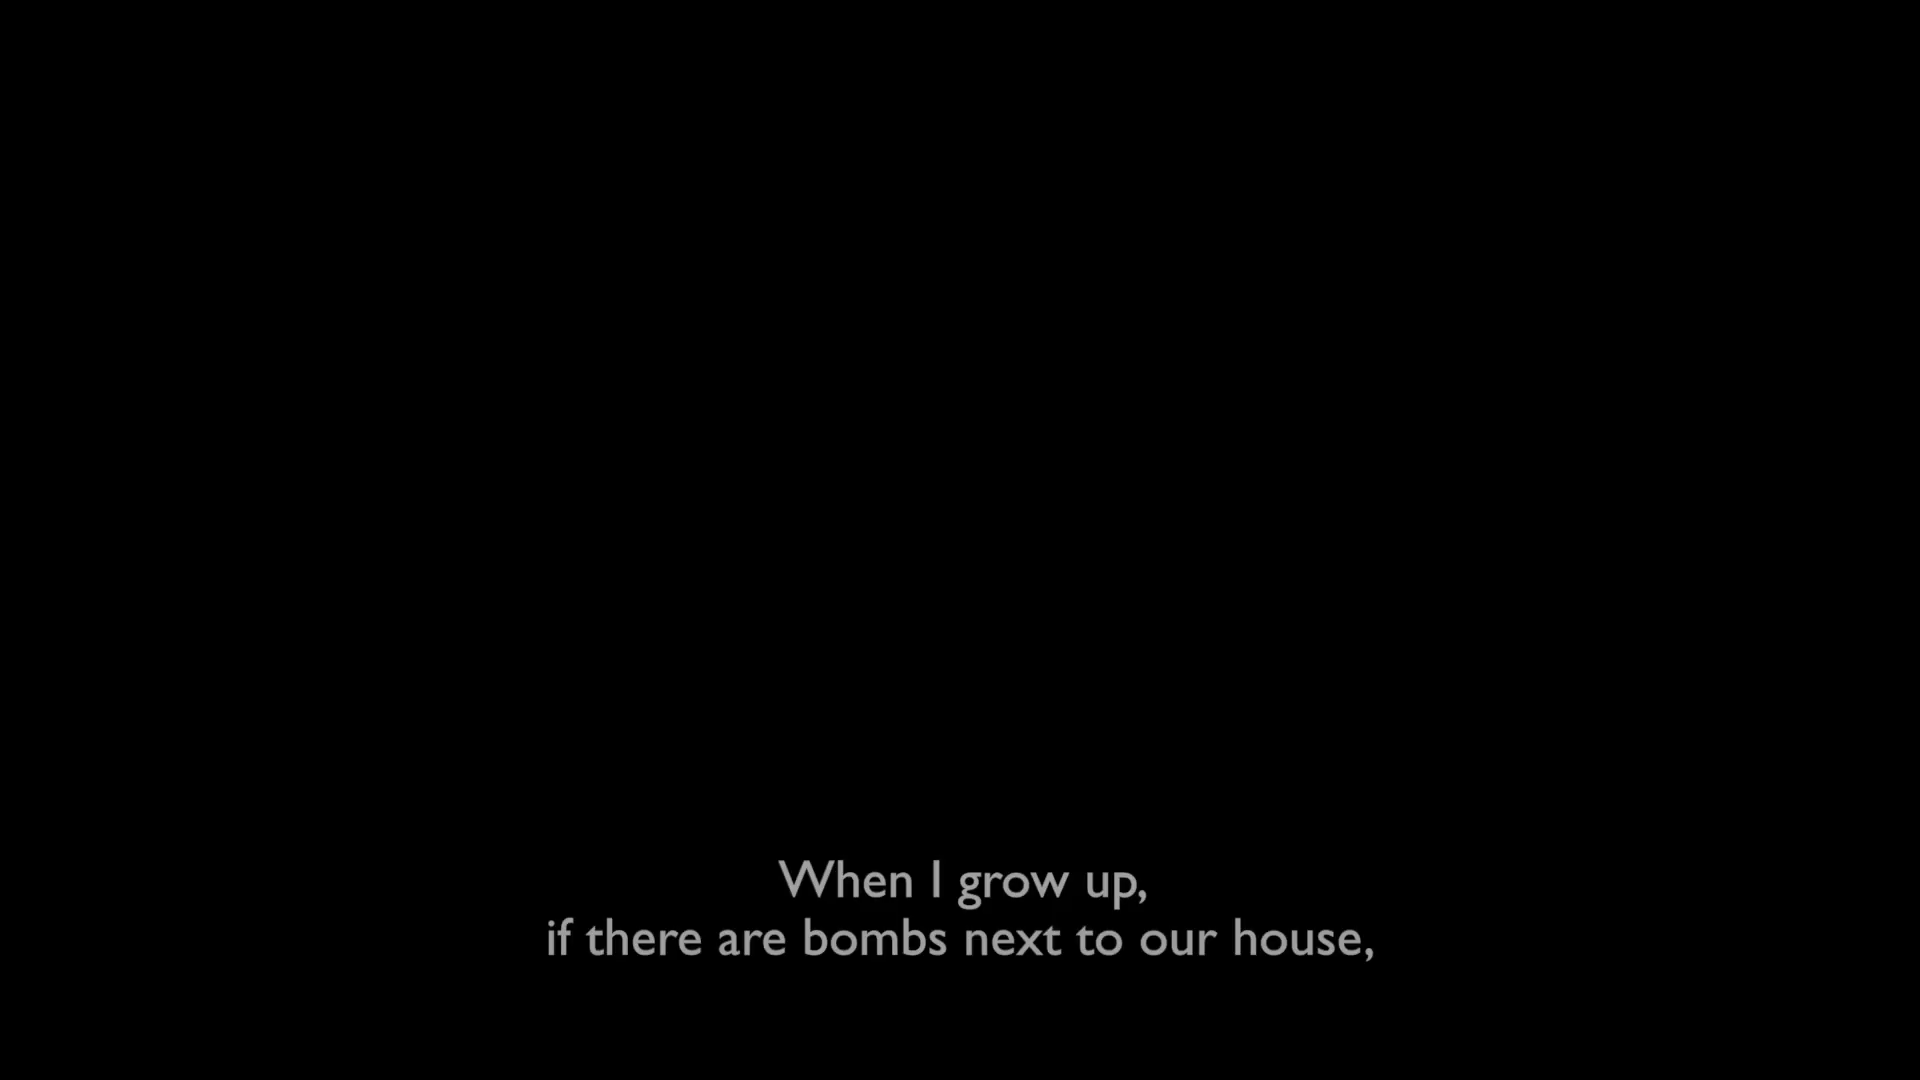 When I grow up,
if there are bombs next to our house,